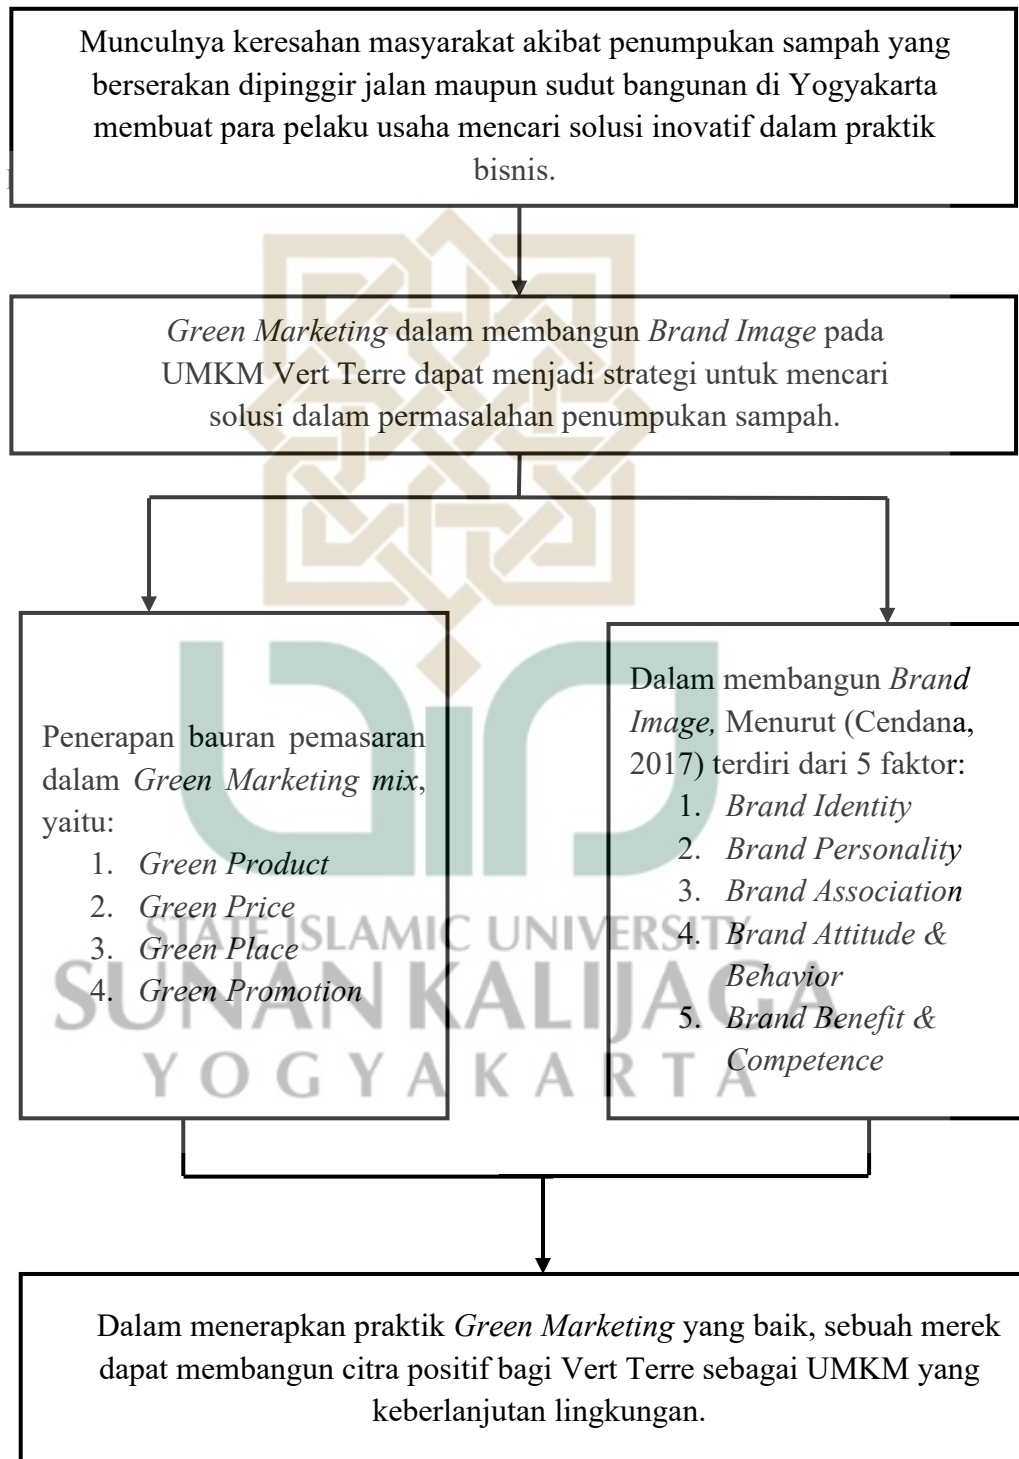 Munculnya keresahan masyarakat akibat penumpukan sampah yang
berserakan dipinggir jalan maupun sudut bangunan di Yogyakarta
membuat para pelaku usaha mencari solusi inovatif dalam praktik
bisnis.
Green Marketing dalam membangun Brand Image pada
UMKM Vert Terre dapat menjadi strategi untuk mencari
solusi dalam permasalahan penumpukan sampah.
Penerapan bauran pemasaran
dalam Green Marketing mix,
yaitu:
1. Green Product
2. Green Price
3. Green Place
4. Green Promotion
Dalam membangun Brand
Image, Menurut (Cendana,
2017) terdiri dari 5 faktor:
1. Brand Identity
2. Brand Personality
3. Brand Association
4. Brand Attitude &
Behavior
5. Brand Benefit &
Competence
STATE ISLAMIC UNIVERSITY
SUNAN KALIJAGA
YOGYAKARTA
Dalam menerapkan praktik Green Marketing yang baik, sebuah merek
dapat membangun citra positif bagi Vert Terre sebagai UMKM yang
keberlanjutan lingkungan.